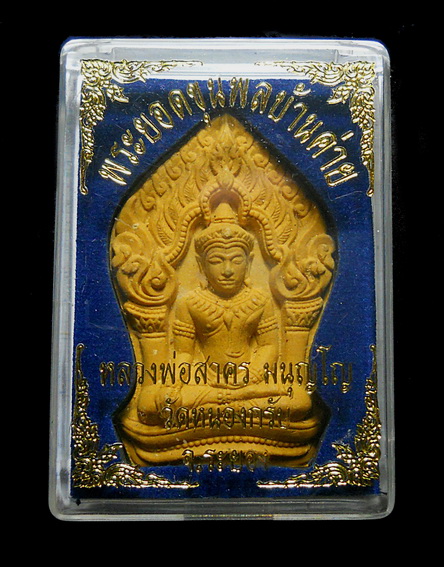 พระยอดขุนพลบ้านค่าย
หลวงพ่อสาคร มนุญฺโญ
วัดหนองกรับ
จ.ระยอง